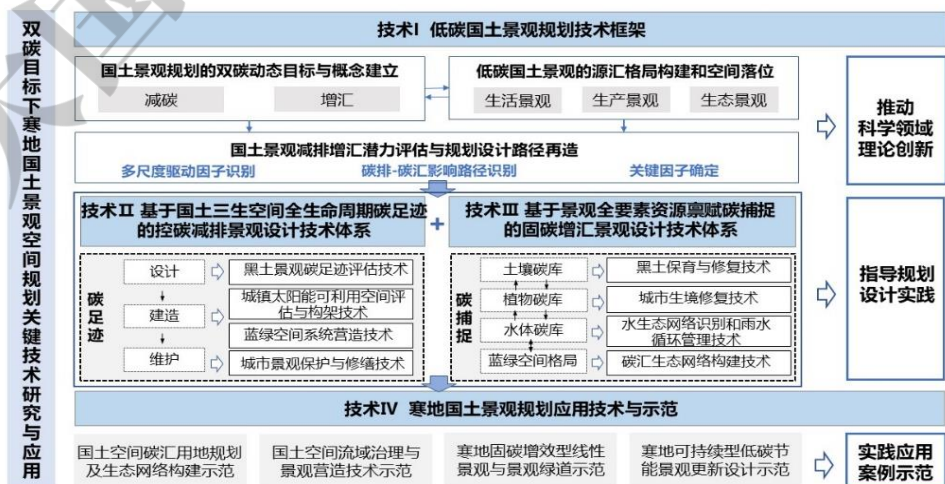 双碳目标下寒地国土景观空间规划关键技术研究与应用
技术Ⅰ 低碳国土景观规划技术框架
国土景观规划的双碳动态目标与概念建立
减碳
增汇
低碳国土景观的源汇格局构建和空间落位
生活景观
生产景观
生态景观
国土景观减排增汇潜力评估与规划设计路径再造
多尺度驱动因子识别
碳排-碳汇影响路径识别
关键因子确定
推动
科学领域
理论创新
技术Ⅱ 基于国土三生空间全生命周期碳足迹
的控碳减排景观设计技术体系
+
技术Ⅲ 基于景观全要素资源禀赋碳捕捉
的固碳增汇景观设计技术体系
碳足迹
设计
建造
维护
黑土景观碳足迹评估技术
城镇太阳能可利用空间评
估与构架技术
蓝绿空间系统营造技术
城市景观保护与修缮技术
碳捕捉
土壤碳库
植物碳库
水体碳库
蓝绿空间格局
黑土保育与修复技术
城市生境修复技术
水生态网络识别和雨水
循环管理技术
碳汇生态网络构建技术
指导规划
设计实践
技术Ⅳ 寒地国土景观规划应用技术与示范
国土空间碳汇用地规划
及生态网络构建示范
国土空间流域治理与
景观营造技术示范
寒地固碳增效型线性
景观与景观绿道示范
寒地可持续型低碳节
能景观更新设计示范
实践应用
案例示范